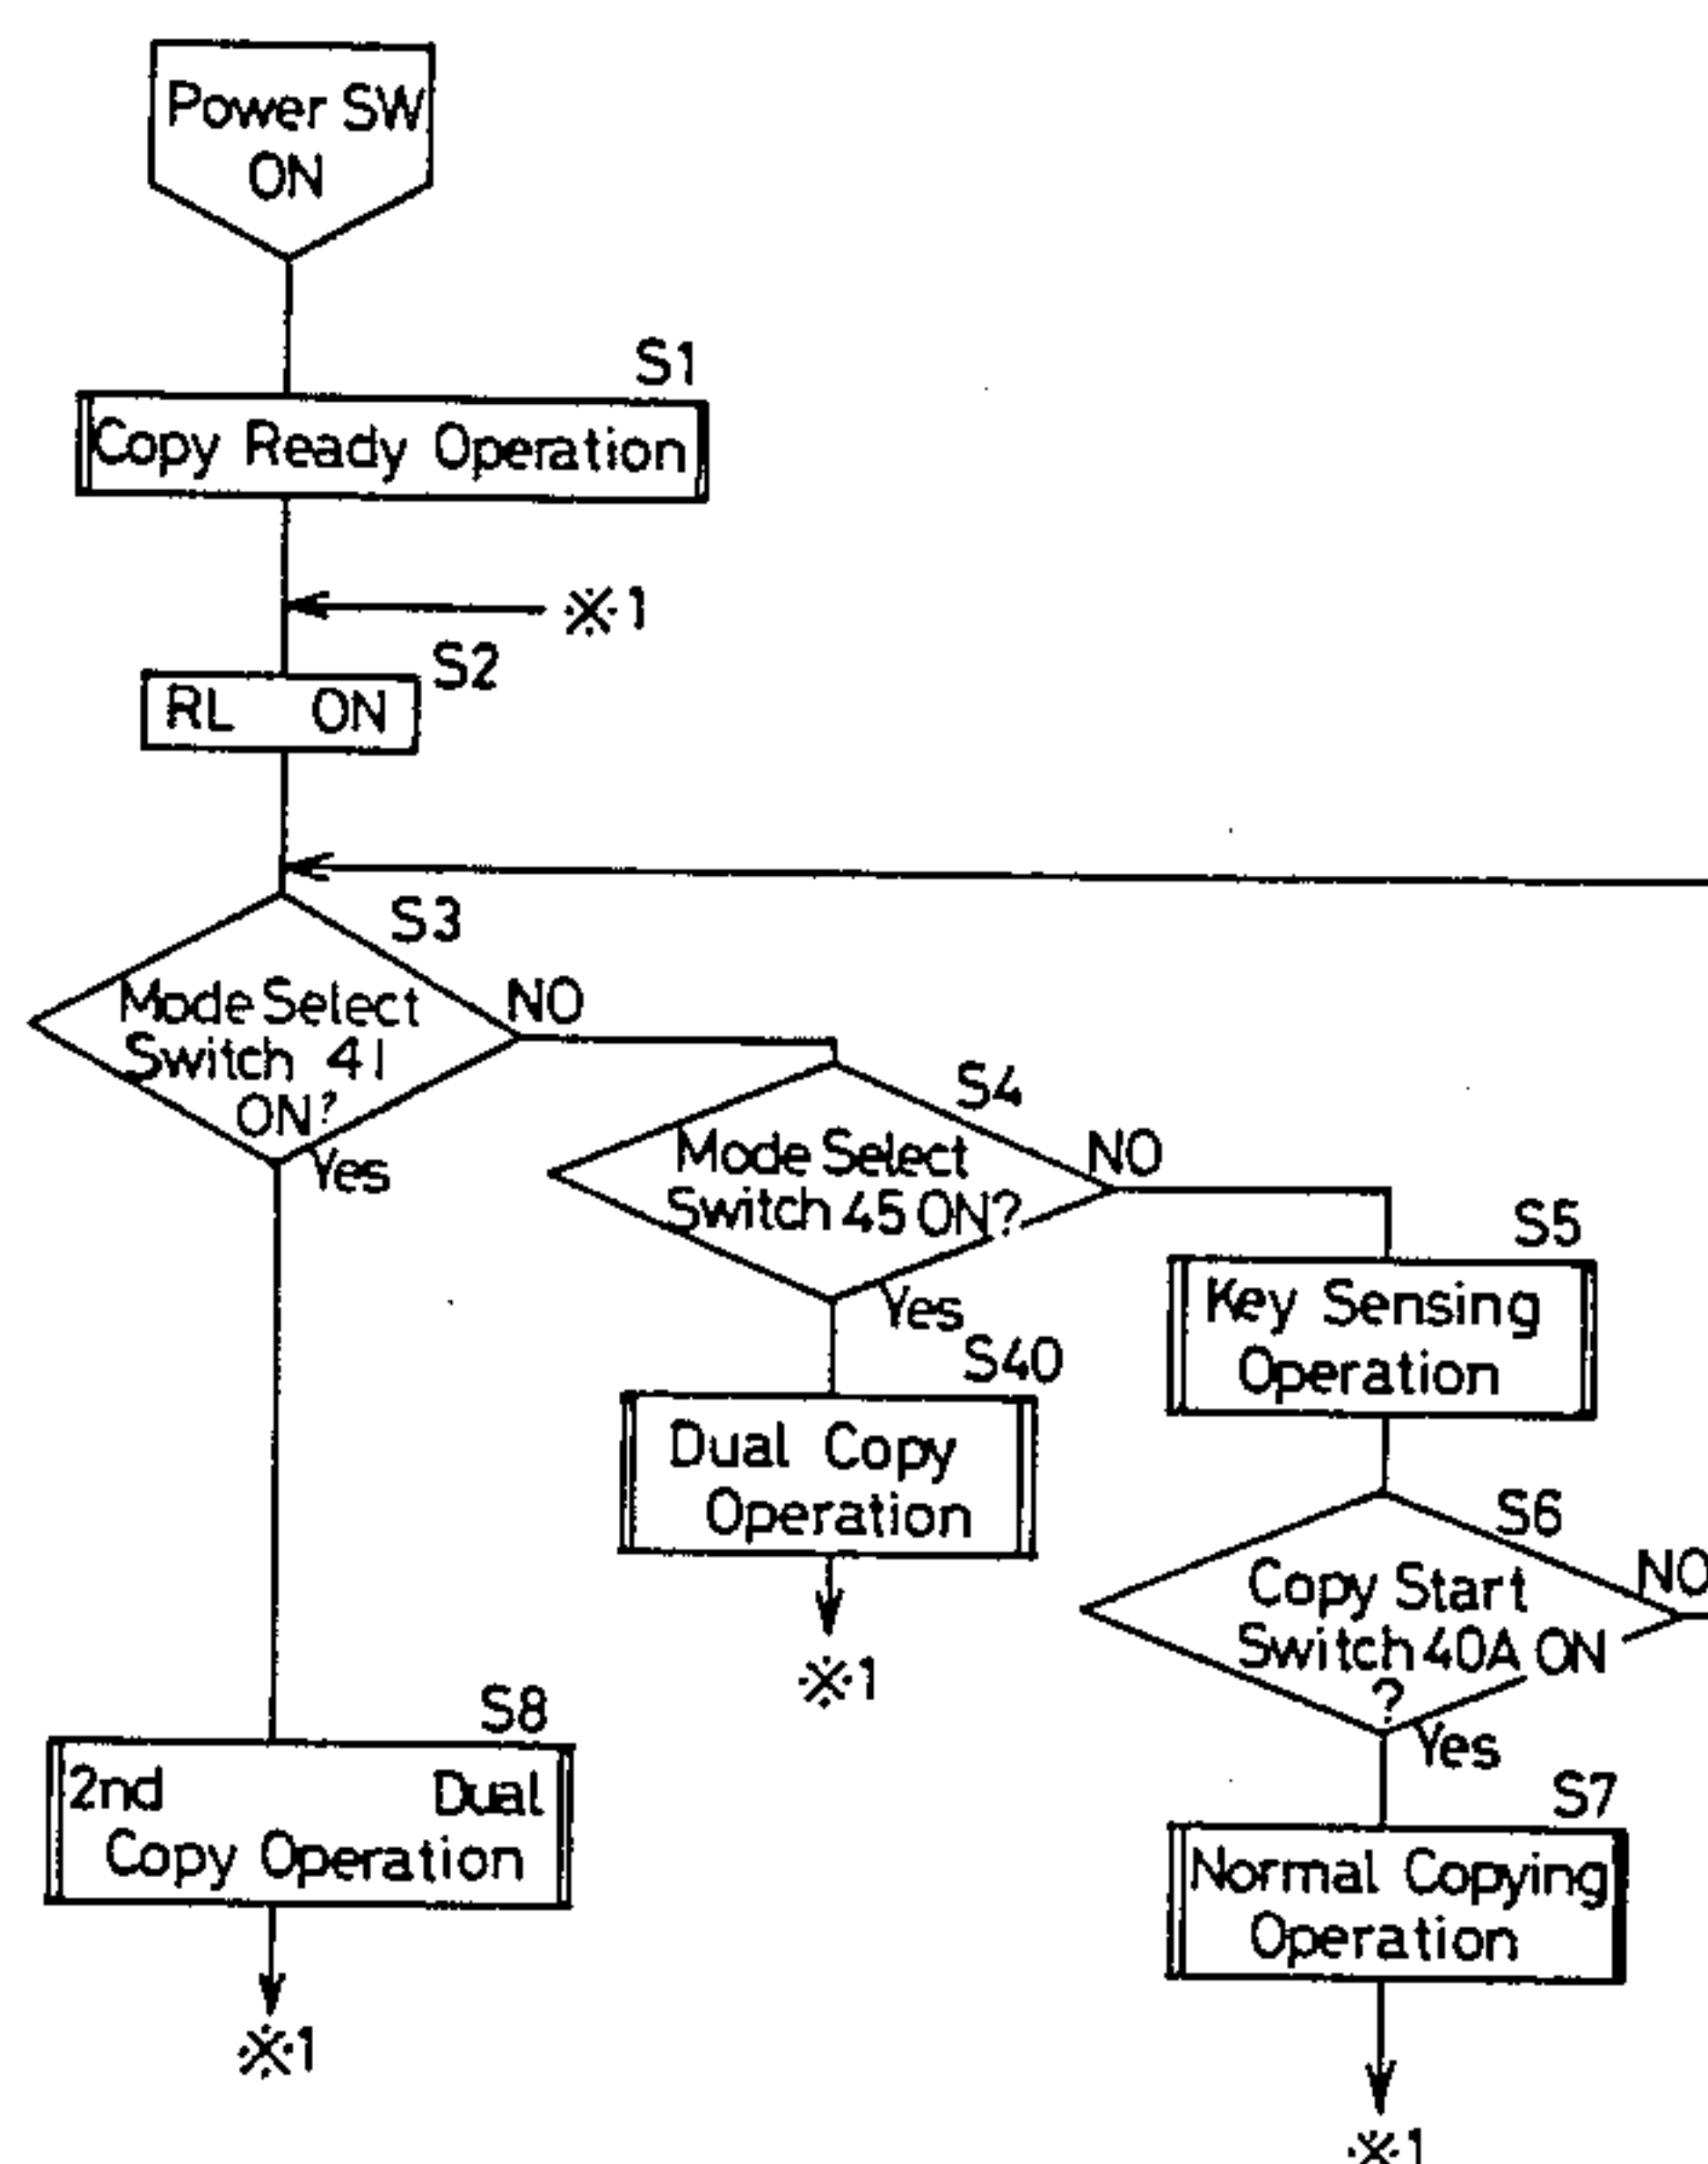 Power SW
ON
S1
Copy Ready Operation
※1
S2
RL ON
S3
Mode Select
Switch 41
ON?
NO
Yes
S4
Mode Select
Switch 45 ON?
NO
Yes
S5
Key Sensing
Operation
S40
Dual Copy
Operation
※1
S6
Copy Start
Switch 40A ON
?
NO
Yes
S8
2nd Dual
Copy Operation
※1
S7
Normal Copying
Operation
※1